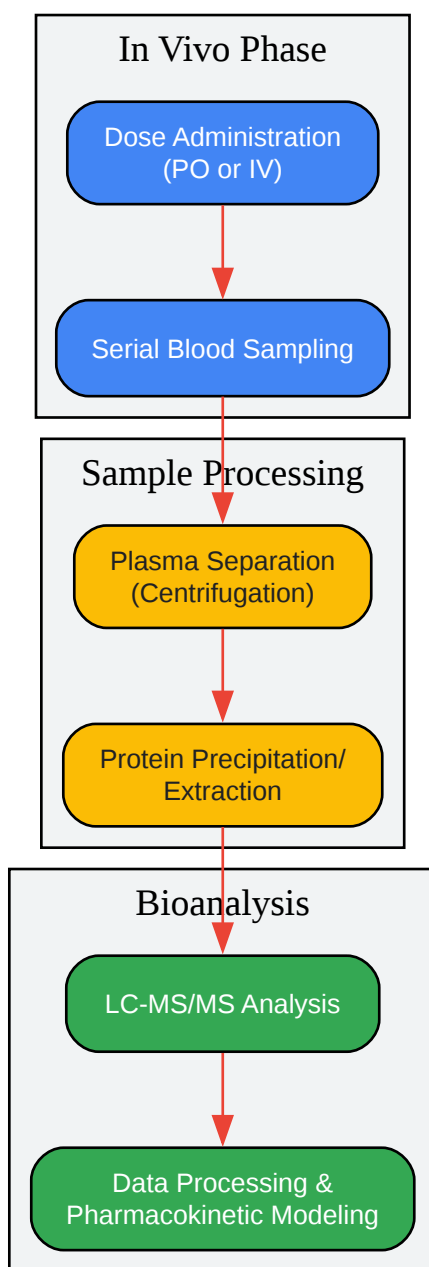 In Vivo Phase
Dose Administration
(PO or IV)
Serial Blood Sampling
Sample Processing
Plasma Separation
(Centrifugation)
Protein Precipitation/
Extraction
Bioanalysis
LC-MS/MS Analysis
Data Processing &
Pharmacokinetic Modeling